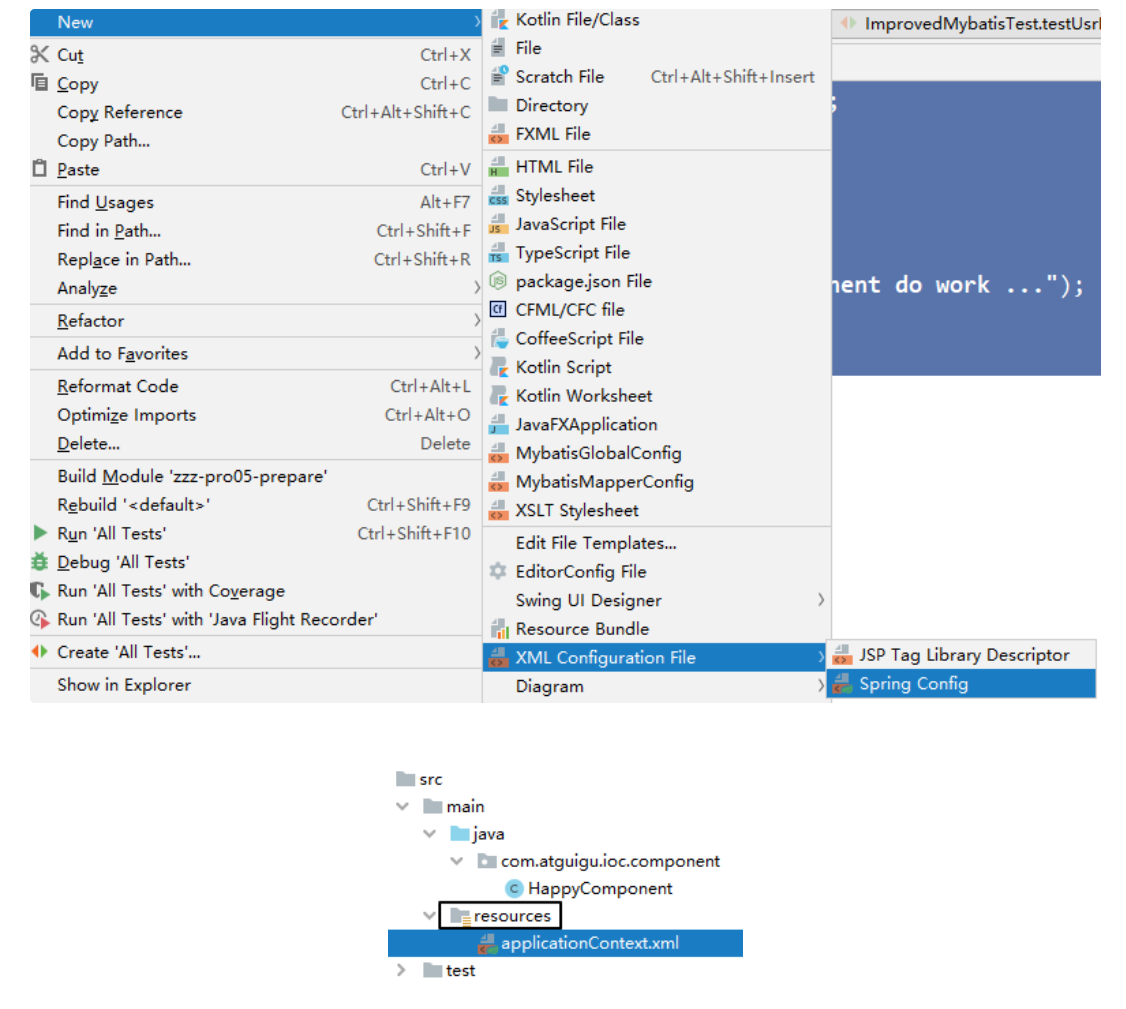 New
Cut Ctrl+X
Copy Ctrl+C
Copy Reference Ctrl+Alt+Shift+C
Copy Path...
Paste Ctrl+V
Find Usages Alt+F7
Find in Path... Ctrl+Shift+F
Replace in Path... Ctrl+Shift+R
Analyze
Refactor
Add to Favorites
Reformat Code Ctrl+Alt+L
Optimize Imports Ctrl+Alt+O
Delete... Delete
Build Module 'zzz-pro05-prepare'
Rebuild '<default>' Ctrl+Shift+F9
Run 'All Tests' Ctrl+Shift+F10
Debug 'All Tests'
Run 'All Tests' with Coverage
Run 'All Tests' with 'Java Flight Recorder'
Create 'All Tests'...
Show in Explorer
Kotlin File/Class
File
Scratch File Ctrl+Alt+Shift+Insert
Directory
FXML File
HTML File
Stylesheet
JavaScript File
TypeScript File
package.json File
CFML/CFC file
CoffeeScript File
Kotlin Script
Kotlin Worksheet
JavaFXApplication
MybatisGlobalConfig
MybatisMapperConfig
XSLT Stylesheet
Edit File Templates...
EditorConfig File
Swing UI Designer
Resource Bundle
XML Configuration File
Diagram
JSP Tag Library Descriptor
Spring Config
ImprovedMybatisTest.testUsrl
;
nent do work ...");
src
main
java
com.atguigu.ioc.component
HappyComponent
resources
applicationContext.xml
test